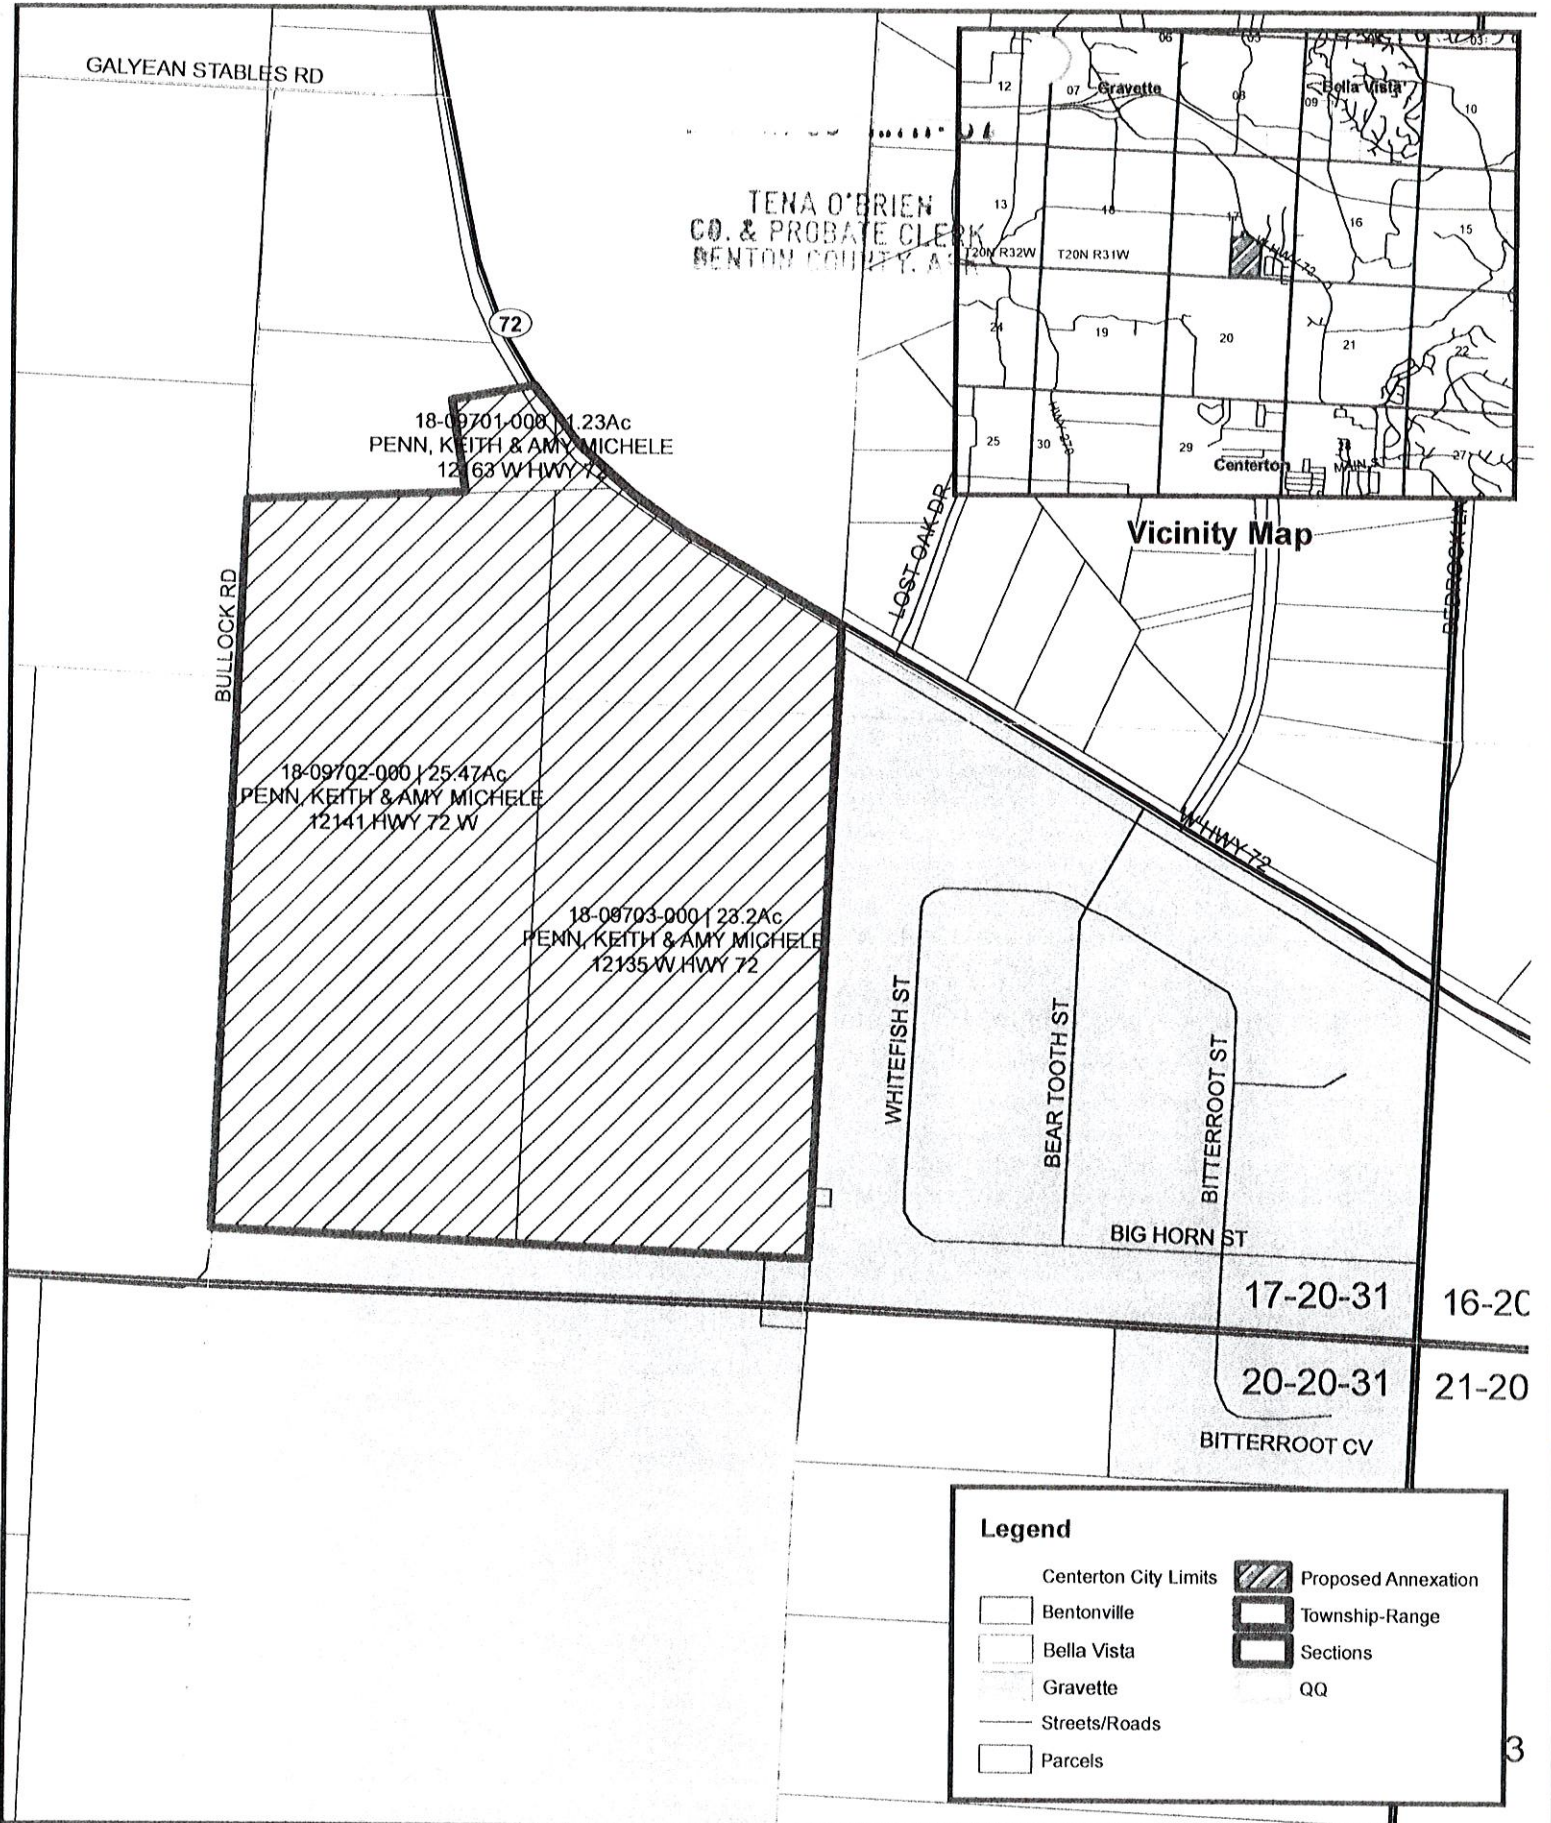 GALYEAN STABLES RD
TENA O'BRIEN
CO. & PROBATE CLERK
BENTON COUNTY, A
72
18-09701-000 | 1.23Ac
PENN, KEITH & AMY MICHELE
12163 W HWY 72
BULLOCK RD
18-09702-000 | 25.47Ac
PENN, KEITH & AMY MICHELE
12141 HWY 72 W
18-09703-000 | 23.2Ac
PENN, KEITH & AMY MICHELE
12135 W HWY 72
06
12
07
Gravette
08
09
Bella Vista
10
03
13
18
17
16
15
T20N R32W
T20N R31W
W HWY 72
24
19
20
21
22
25
30
HWY 279
29
Centerton
MAIN ST
27
Vicinity Map
LOST OAK DR
BEDROCK LN
W HWY 72
WHITEFISH ST
BEAR TOOTH ST
BITTERROOT ST
BIG HORN ST
17-20-31
16-20
20-20-31
21-20
BITTERROOT CV
Legend
Centerton City Limits
Bentonville
Bella Vista
Gravette
Streets/Roads
Parcels
Proposed Annexation
Township-Range
Sections
QQ
3